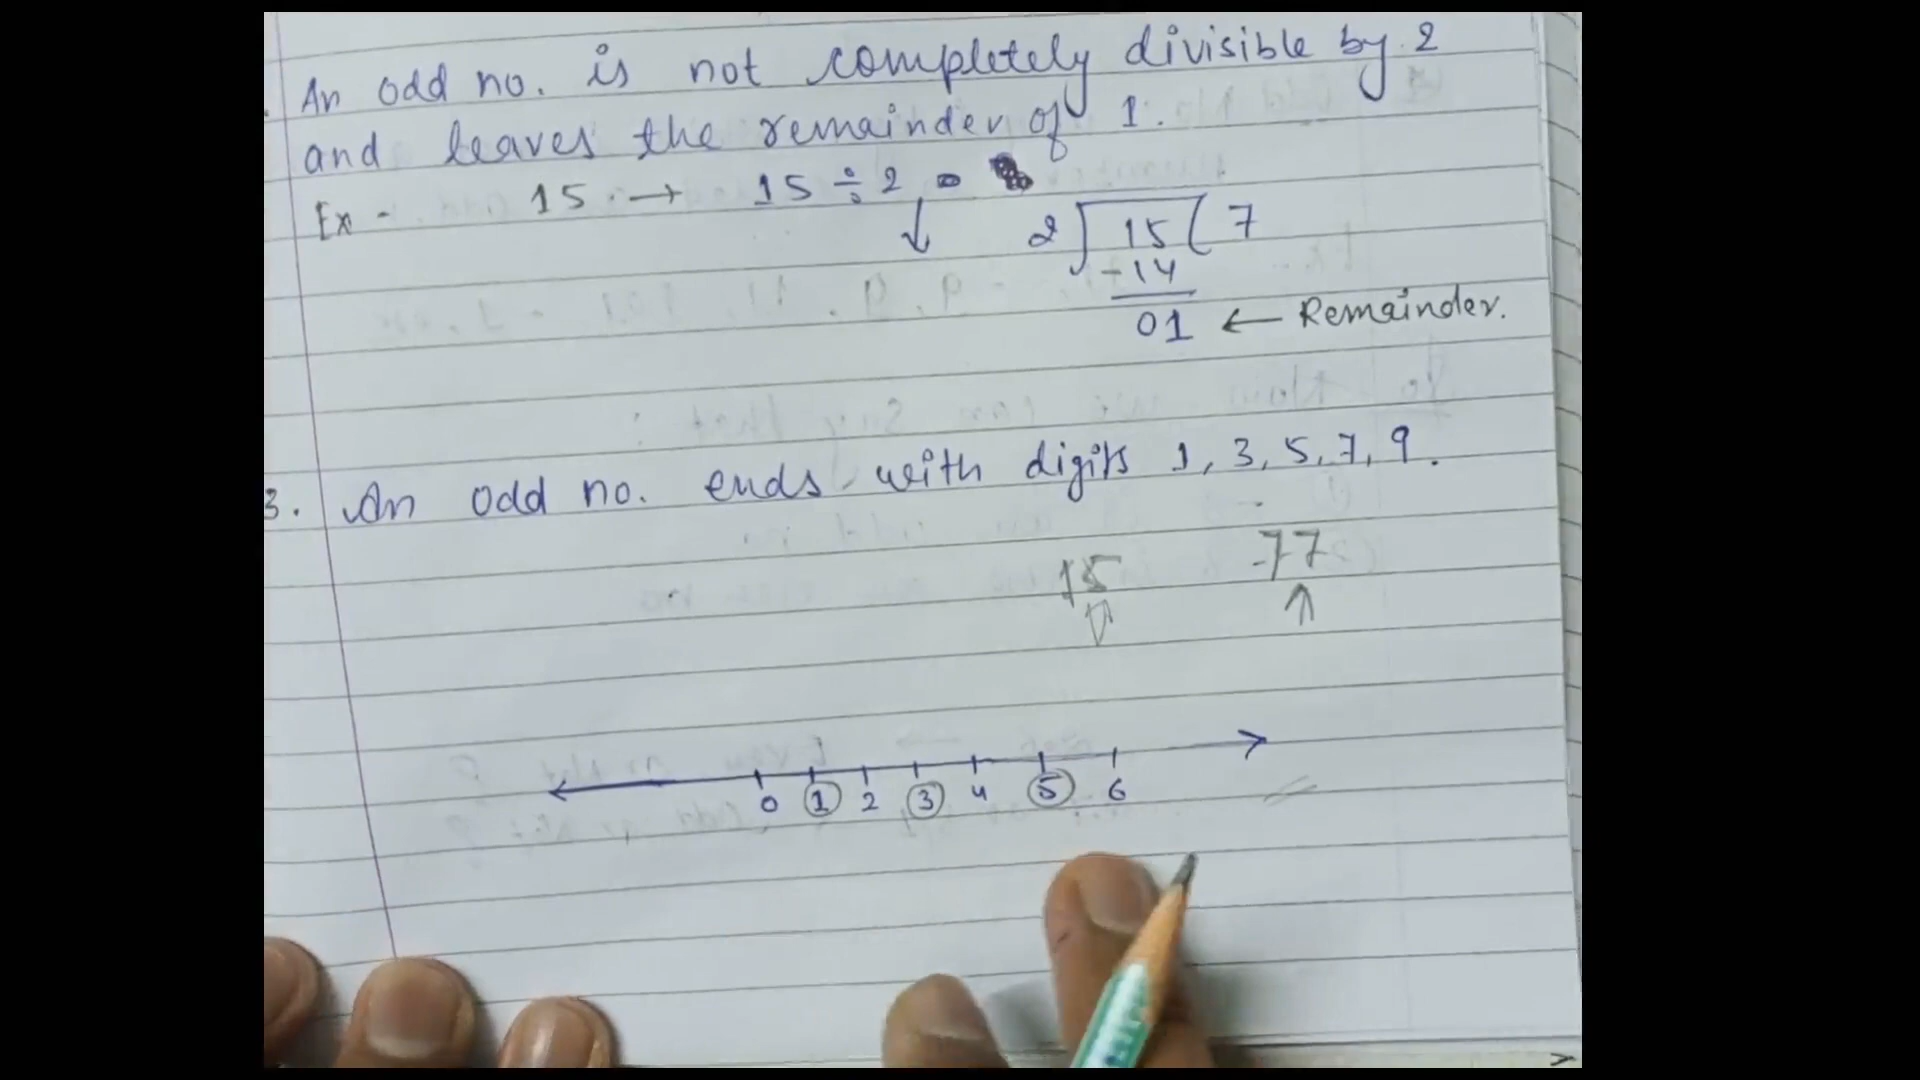 An odd no. is not completely divisible by 2
and leaves the remainder of 1.
Ex - 15 → 15 ÷ 2 =
↓ 2 ) 15 ( 7
-14
01 ← Remainder.
3. An odd no. ends with digits 1, 3, 5, 7, 9.
15 -77
0 1 2 3 4 5 6